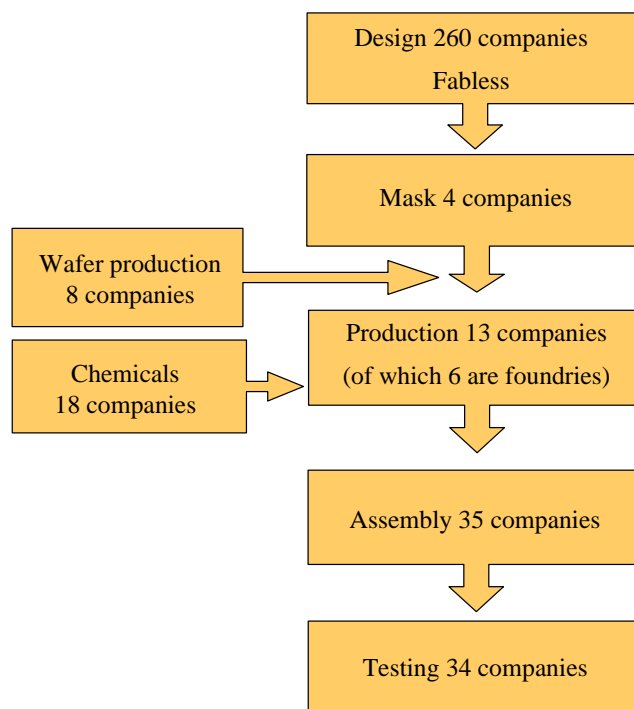 Design 260 companies
Fabless
Mask 4 companies
Wafer production
8 companies
Production 13 companies
(of which 6 are foundries)
Chemicals
18 companies
Assembly 35 companies
Testing 34 companies